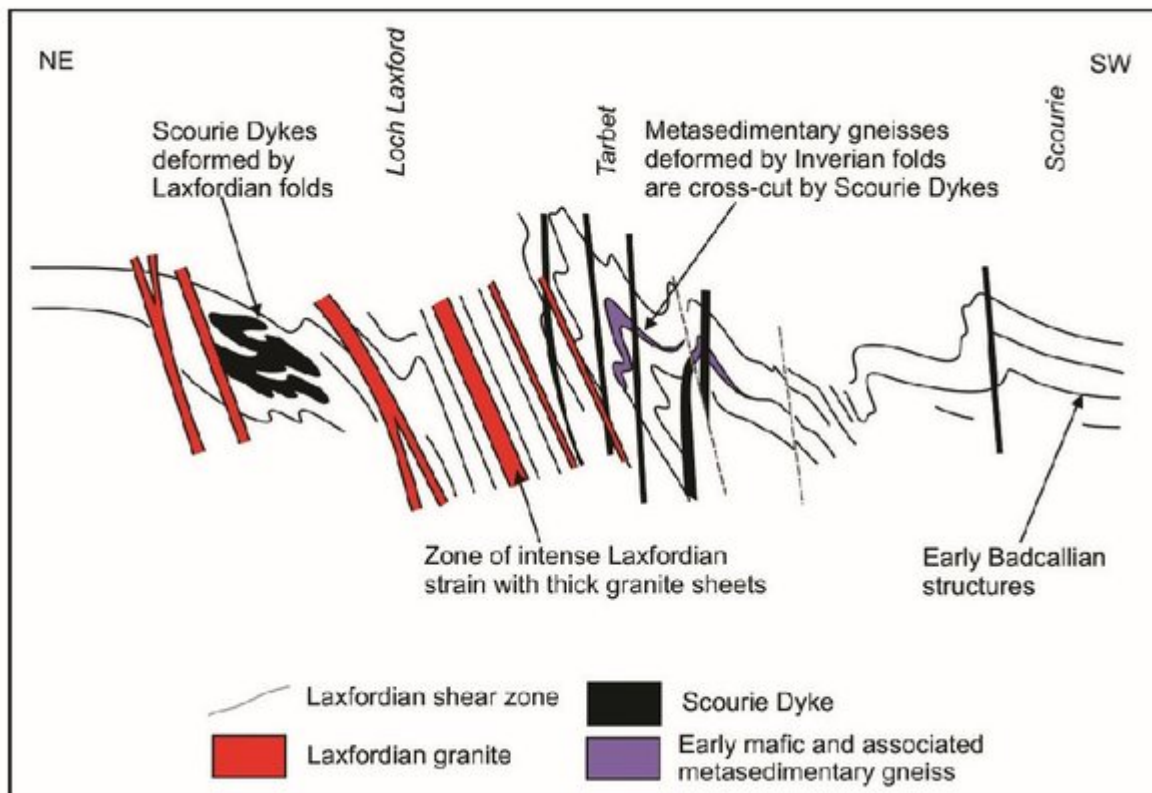 NE
SW
Loch Laxford
Tarbet
Scourie
Scourie Dykes
deformed by
Laxfordian folds
Metasedimentary gneisses
deformed by Inverian folds
are cross-cut by Scourie Dykes
Zone of intense Laxfordian
strain with thick granite sheets
Early Badcallian
structures
Laxfordian shear zone
Scourie Dyke
Laxfordian granite
Early mafic and associated
metasedimentary gneiss